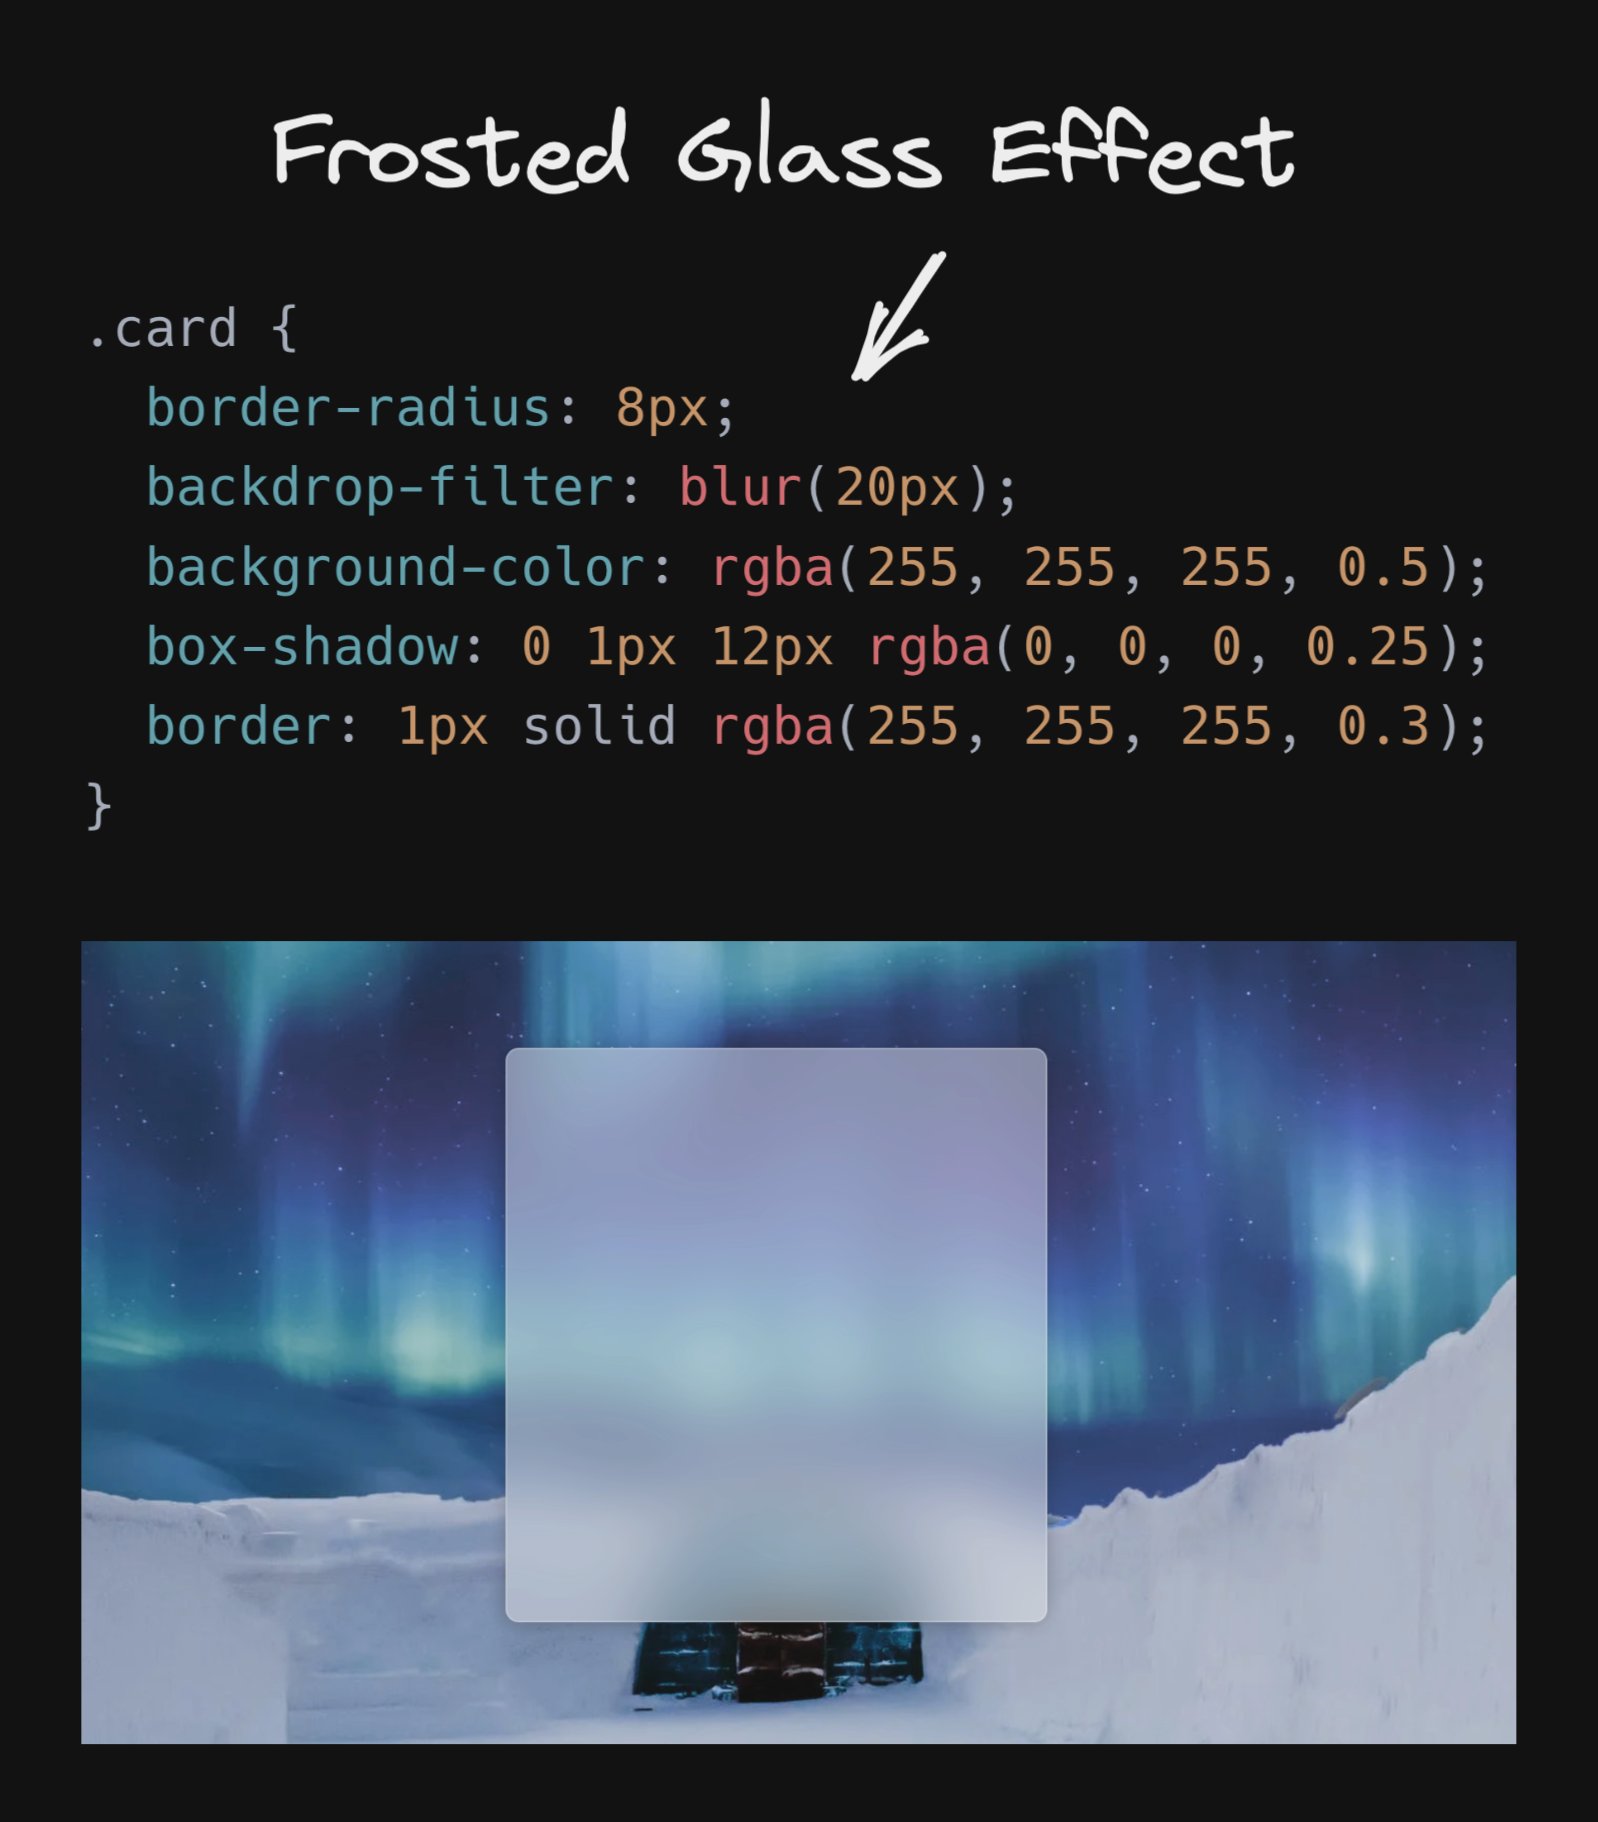 Frosted Glass Effect
.card {
  border-radius: 8px;
  backdrop-filter: blur(20px);
  background-color: rgba(255, 255, 255, 0.5);
  box-shadow: 0 1px 12px rgba(0, 0, 0, 0.25);
  border: 1px solid rgba(255, 255, 255, 0.3);
}